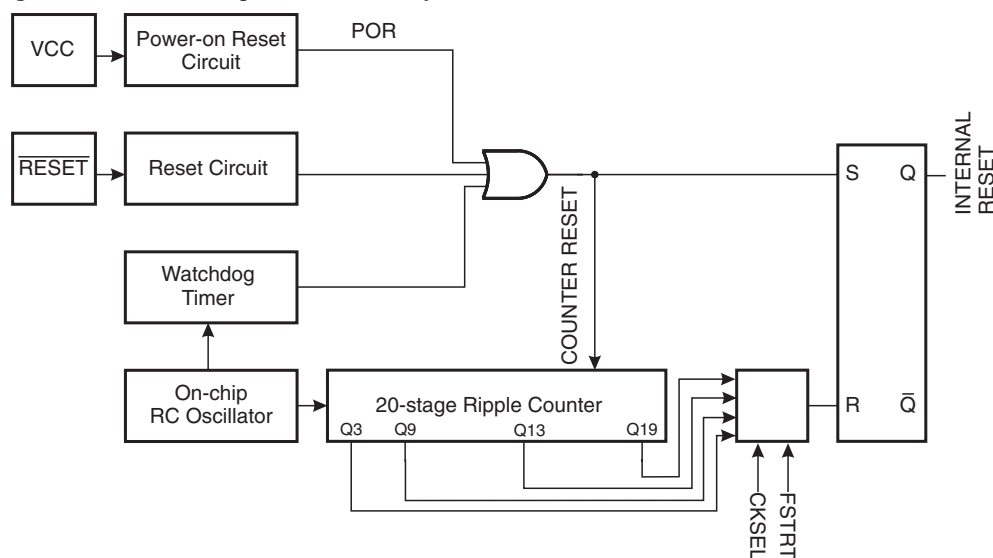 VCC
Power-on Reset
Circuit
POR
RESET
Reset Circuit
Watchdog
Timer
On-chip
RC Oscillator
20-stage Ripple Counter
Q3
Q9
Q13
Q19
COUNTER RESET
CKSEL
FSTRT
S
Q
R
Q
INTERNAL
RESET